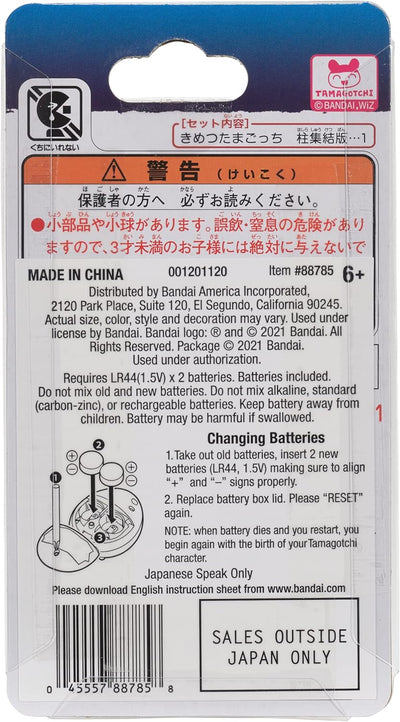 TAMAGOTCHI
©BANDAI,WiZ
くちにいれない
[セット内容]
きめつたまごっち 柱集結版…1
警告 (けいこく)
保護者の方へ 必ずお読みください。
●小部品や小球があります。誤飲・窒息の危険があり
ますので、3才未満のお子様には絶対に与えないで
MADE IN CHINA 001201120 Item #88785 6+
Distributed by Bandai America Incorporated,
2120 Park Place, Suite 120, El Segundo, California 90245.
Actual size, color, style and decoration may vary. Used under
license by Bandai. Bandai logo: ® and © 2021 Bandai. All
Rights Reserved. Package © 2021 Bandai.
Used under authorization.
Requires LR44(1.5V) x 2 batteries. Batteries included.
Do not mix old and new batteries. Do not mix alkaline, standard
(carbon-zinc), or rechargeable batteries. Keep battery away from
children. Battery may be harmful if swallowed.
Changing Batteries
1.Take out old batteries, insert 2 new
batteries (LR44, 1.5V) making sure to align
"+" and "–" signs properly.
2. Replace battery box lid. Please "RESET"
again.
NOTE: when battery dies and you restart, you
begin again with the birth of your Tamagotchi
character.
1
2
3
Japanese Speak Only
Please download English instruction sheet from www.bandai.com
0 45557 88785 8
SALES OUTSIDE
JAPAN ONLY